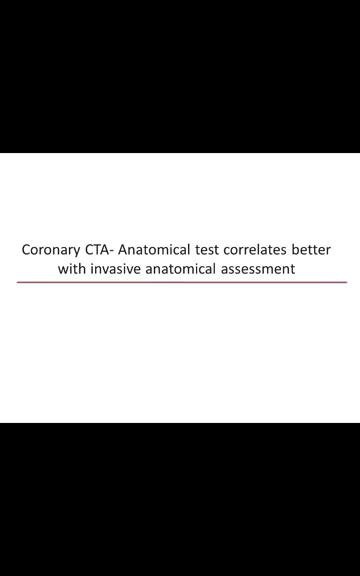 Coronary CTA- Anatomical test correlates better
with invasive anatomical assessment